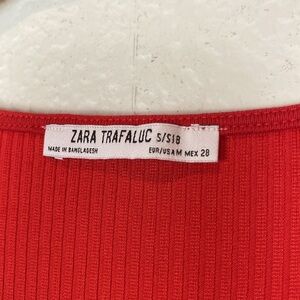 ZARA TRAFALUC S/S18
MADE IN BANGLADESH EUR/USA M MEX 28